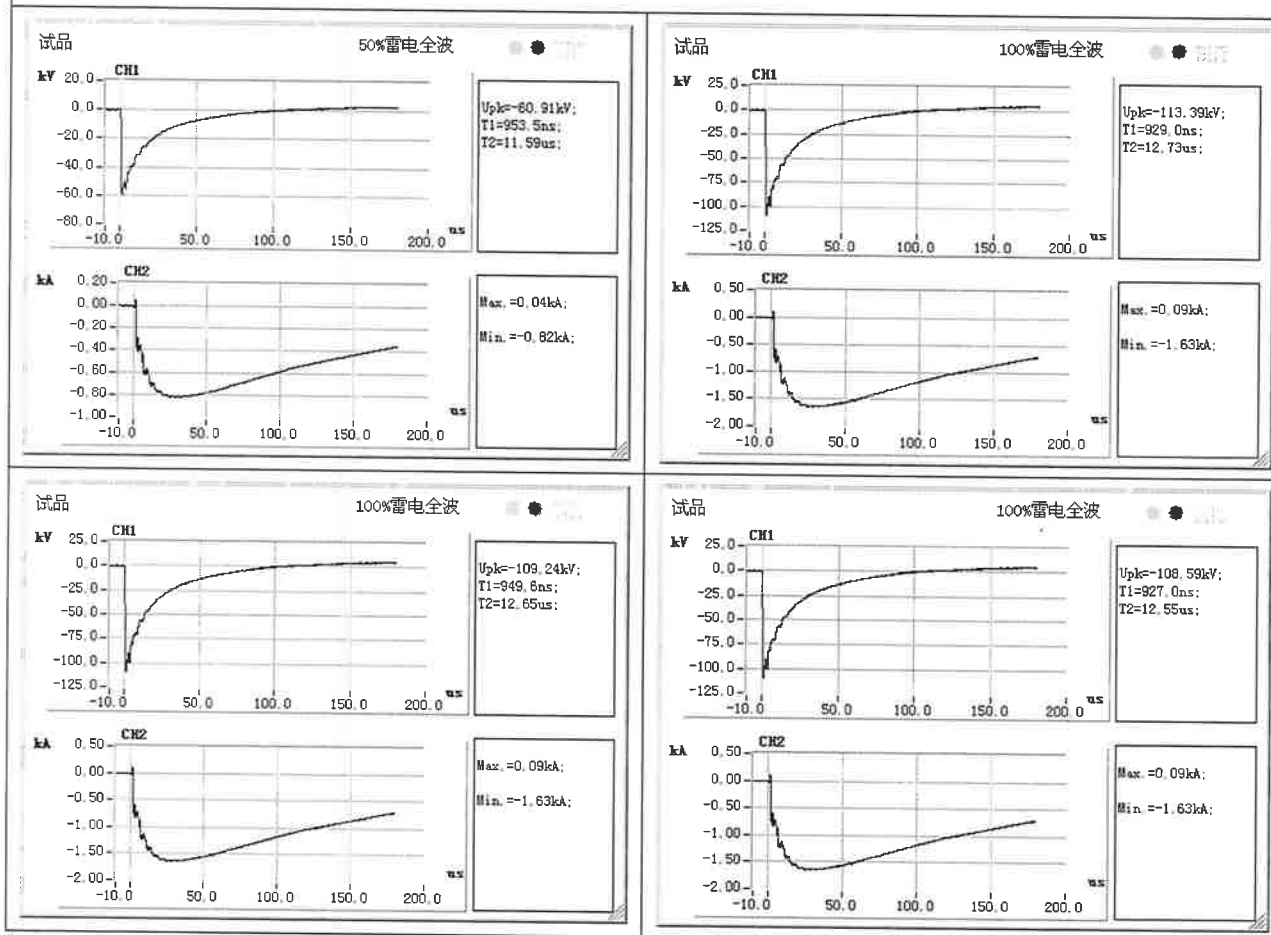 试品 50%雷电全波
kV CH1
20.0
0.0
-20.0
-40.0
-60.0
-80.0
-10.0 0 50.0 100.0 150.0 200.0 us
Upk=-60.91kV;
T1=953.5ns;
T2=11.59us;
kA CH2
0.20
0.00
-0.20
-0.40
-0.60
-0.80
-1.00
-10.0 0 50.0 100.0 150.0 200.0 us
Max.=0.04kA;
Min.=-0.82kA;
试品 100%雷电全波
kV CH1
25.0
0.0
-25.0
-50.0
-75.0
-100.0
-125.0
-10.0 0 50.0 100.0 150.0 200.0 us
Upk=-113.39kV;
T1=929.0ns;
T2=12.73us;
kA CH2
0.50
0.00
-0.50
-1.00
-1.50
-2.00
-10.0 0 50.0 100.0 150.0 200.0 us
Max.=0.09kA;
Min.=-1.63kA;
试品 100%雷电全波
kV CH1
25.0
0.0
-25.0
-50.0
-75.0
-100.0
-125.0
-10.0 0 50.0 100.0 150.0 200.0 us
Upk=-109.24kV;
T1=949.6ns;
T2=12.65us;
kA CH2
0.50
0.00
-0.50
-1.00
-1.50
-2.00
-10.0 0 50.0 100.0 150.0 200.0 us
Max.=0.09kA;
Min.=-1.63kA;
试品 100%雷电全波
kV CH1
25.0
0.0
-25.0
-50.0
-75.0
-100.0
-125.0
-10.0 0 50.0 100.0 150.0 200.0 us
Upk=-108.59kV;
T1=927.0ns;
T2=12.55us;
kA CH2
0.50
0.00
-0.50
-1.00
-1.50
-2.00
-10.0 0 50.0 100.0 150.0 200.0 us
Max.=0.09kA;
Min.=-1.63kA;